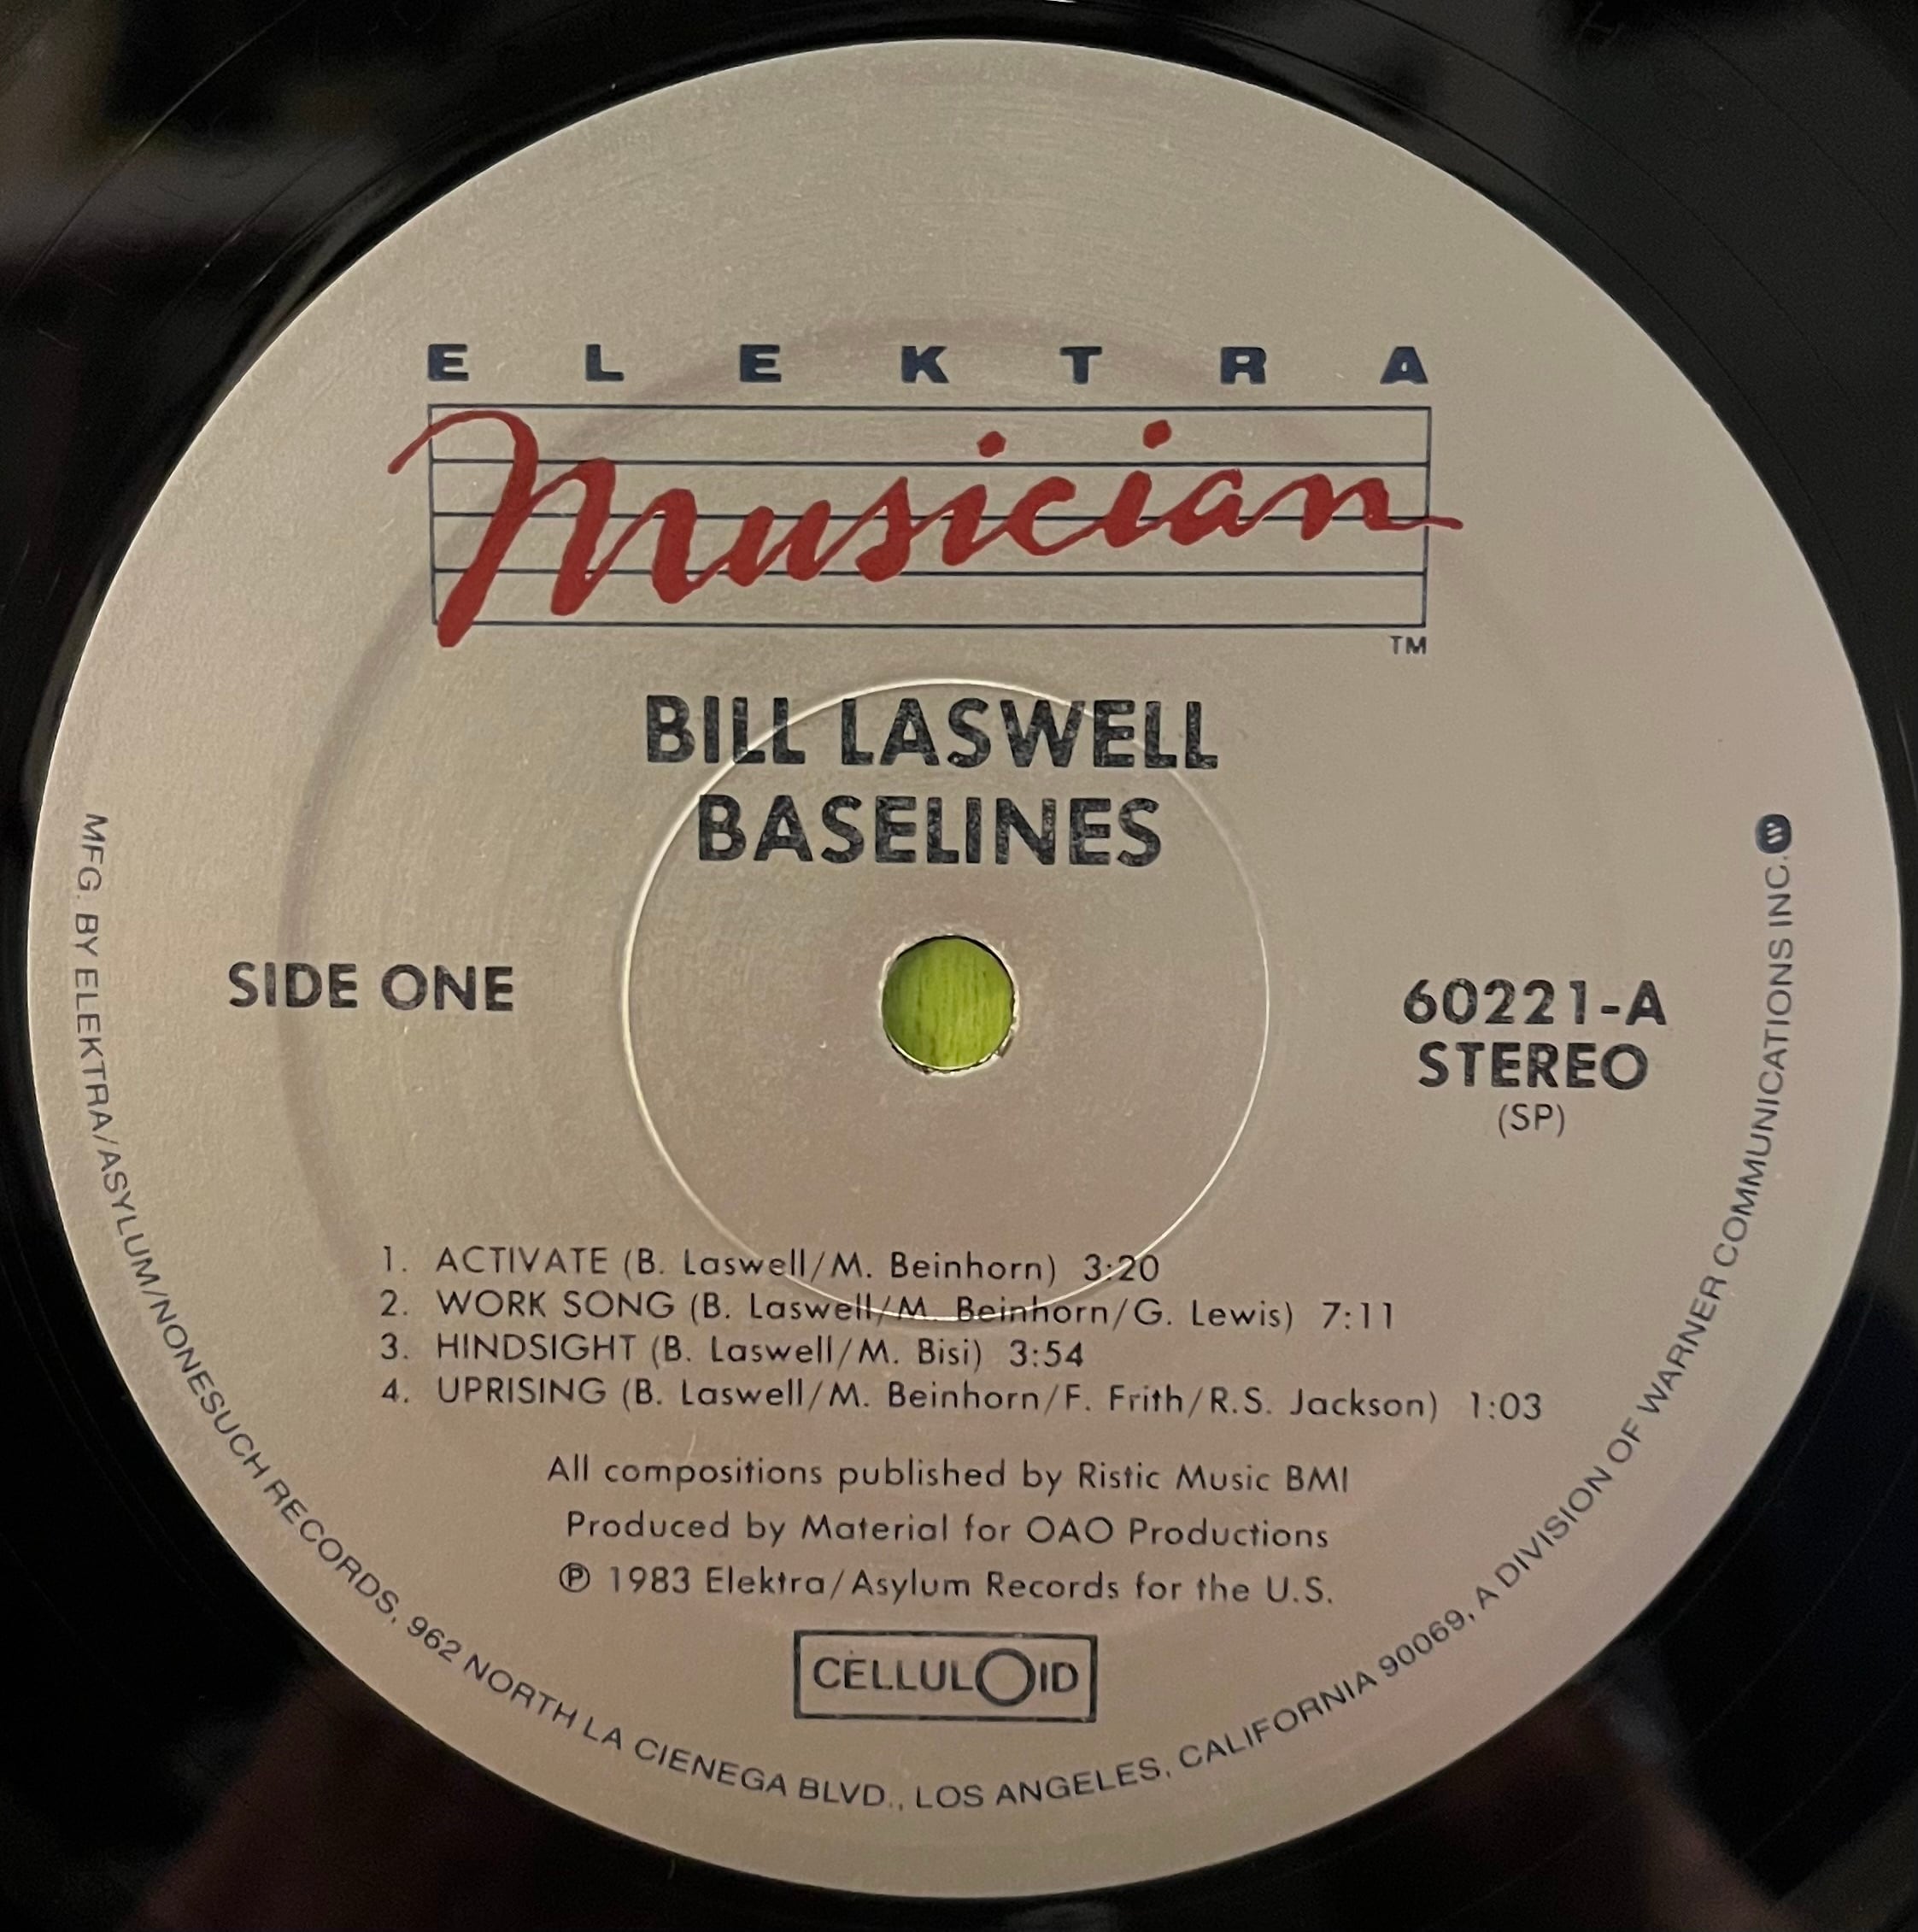 ELEKTRA
Musician
TM
BILL LASWELL
BASELINES
SIDE ONE
60221-A
STEREO
(SP)
1. ACTIVATE (B. Laswell/M. Beinhorn) 3:20
2. WORK SONG (B. Laswell/M. Beinhorn/G. Lewis) 7:11
3. HINDSIGHT (B. Laswell/M. Bisi) 3:54
4. UPRISING (B. Laswell/M. Beinhorn/F. Frith/R.S. Jackson) 1:03
All compositions published by Ristic Music BMI
Produced by Material for OAO Productions
℗ 1983 Elektra/Asylum Records for the U.S.
CELLULOID
MFG. BY ELEKTRA/ASYLUM/NONESUCH RECORDS, 962 NORTH LA CIENEGA BLVD., LOS ANGELES, CALIFORNIA 90069, A DIVISION OF WARNER COMMUNICATIONS INC. W